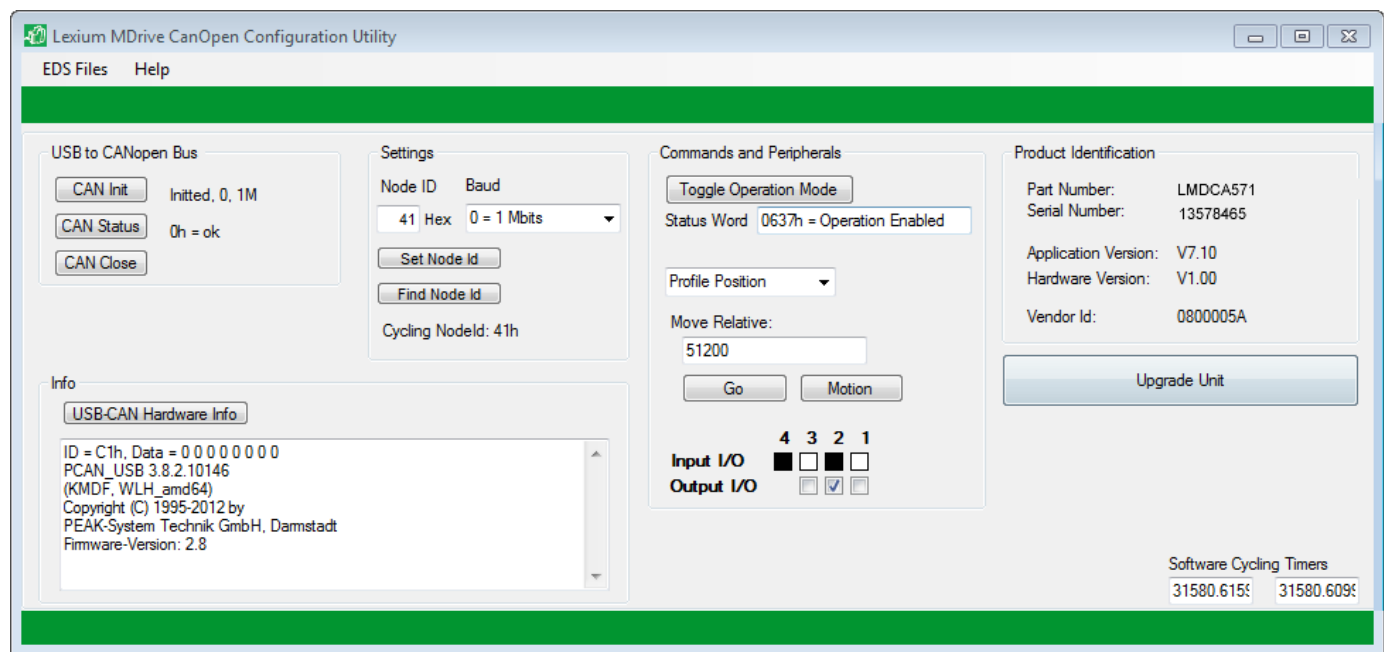 Lexium MDrive CanOpen Configuration Utility
EDS Files Help
USB to CANopen Bus
CAN Init Initted, 0, 1M
CAN Status 0h = ok
CAN Close
Settings
Node ID Baud
41 Hex 0 = 1 Mbits
Set Node Id
Find Node Id
Cycling NodeId: 41h
Info
USB-CAN Hardware Info
ID = C1h, Data = 0 0 0 0 0 0 0 0
PCAN_USB 3.8.2.10146
(KMDF, WLH_amd64)
Copyright (C) 1995-2012 by
PEAK-System Technik GmbH, Darmstadt
Firmware-Version: 2.8
Commands and Peripherals
Toggle Operation Mode
Status Word 0637h = Operation Enabled
Profile Position
Move Relative:
51200
Go Motion
4 3 2 1
Input I/O
Output I/O
Product Identification
Part Number: LMDCA571
Serial Number: 13578465
Application Version: V7.10
Hardware Version: V1.00
Vendor Id: 0800005A
Upgrade Unit
Software Cycling Timers
31580.615 31580.609